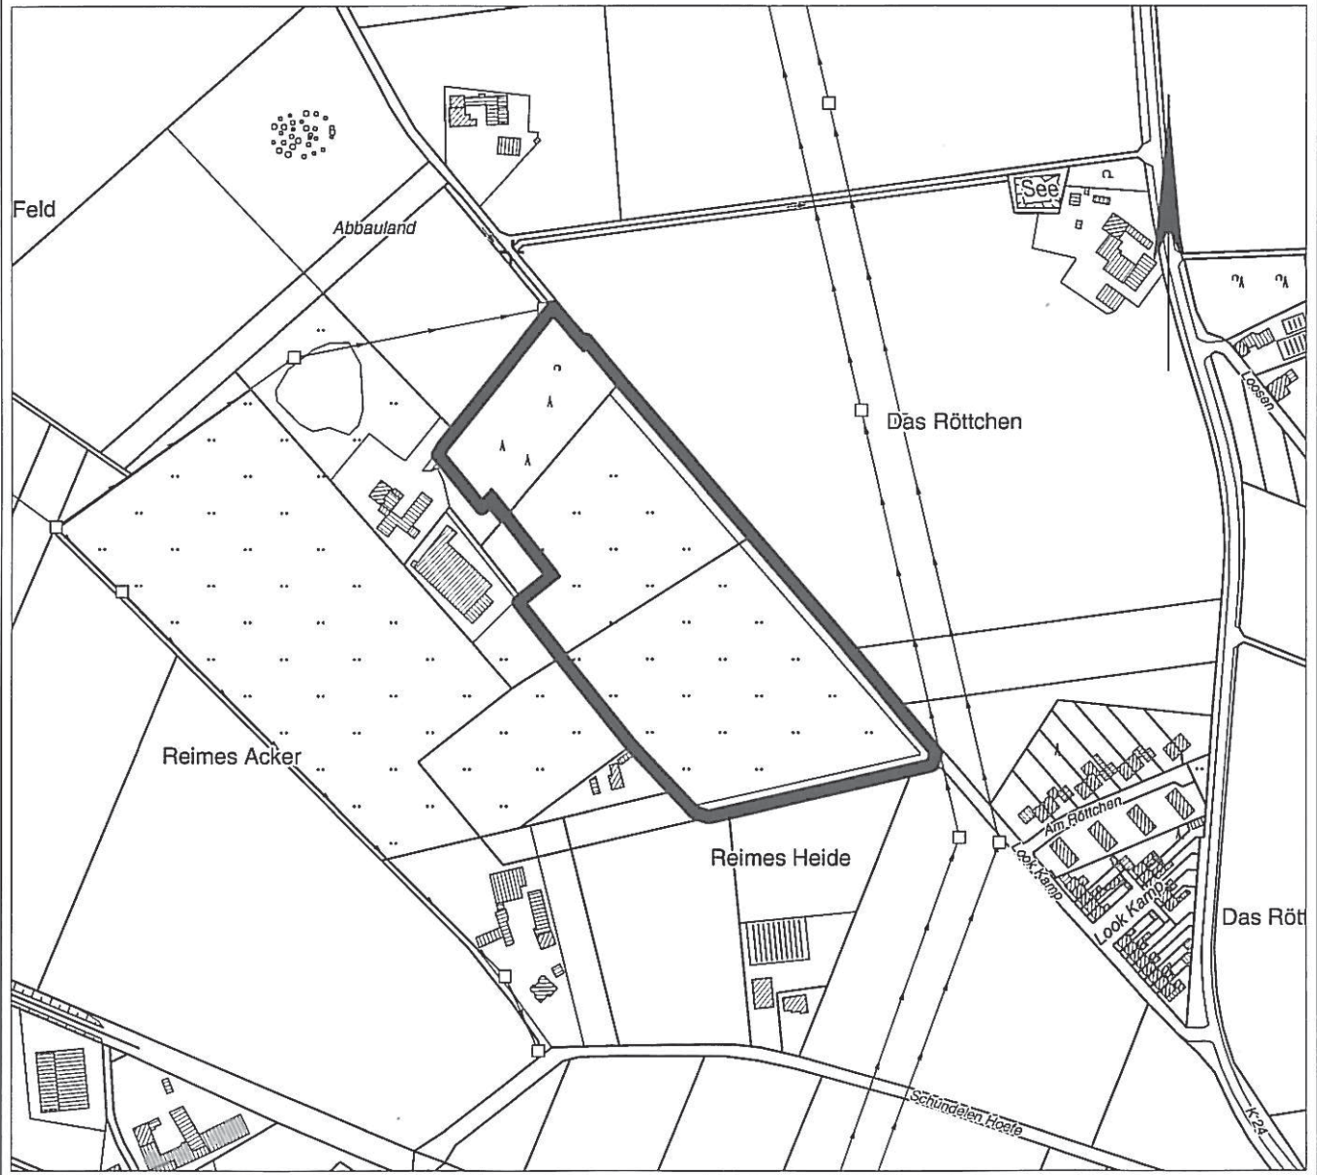 See
Feld
Abbauland
Loosen
Das Röttchen
Reimes Acker
Am Röttchen
Look Kamp
Reimes Heide
Look Kamp
Das Rött
Schündelen Hoefe
K 24